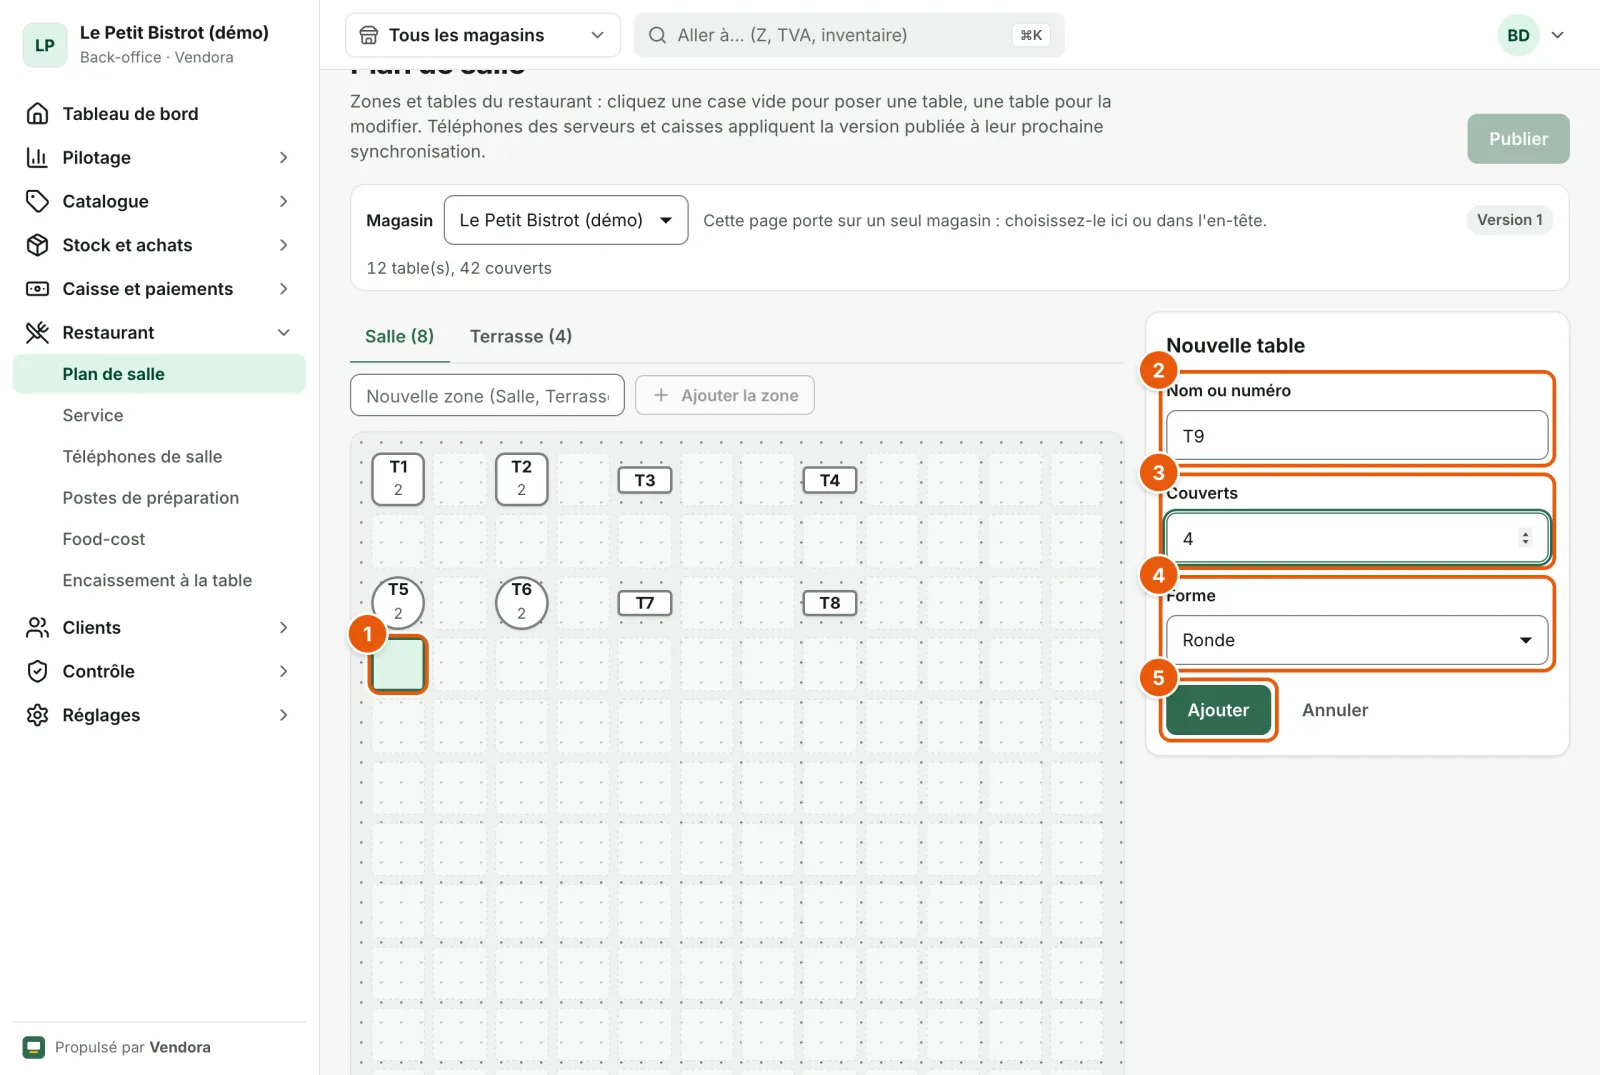 LP
Le Petit Bistrot (démo)
Back-office · Vendora
Tous les magasins
Aller à... (Z, TVA, inventaire)
⌘K
BD
Tableau de bord
Pilotage
Catalogue
Stock et achats
Caisse et paiements
Restaurant
Plan de salle
Service
Téléphones de salle
Postes de préparation
Food-cost
Encaissement à la table
Clients
Contrôle
Réglages
Propulsé par Vendora
Plan de salle
Zones et tables du restaurant : cliquez une case vide pour poser une table, une table pour la
modifier. Téléphones des serveurs et caisses appliquent la version publiée à leur prochaine
synchronisation.
Publier
Magasin
Le Petit Bistrot (démo)
Cette page porte sur un seul magasin : choisissez-le ici ou dans l'en-tête.
Version 1
12 table(s), 42 couverts
Salle (8)
Terrasse (4)
Nouvelle zone (Salle, Terrass
Ajouter la zone
T1
2
T2
2
T3
T4
T5
2
T6
2
T7
T8
1
Nouvelle table
2
Nom ou numéro
T9
3
Couverts
4
4
Forme
Ronde
5
Ajouter
Annuler